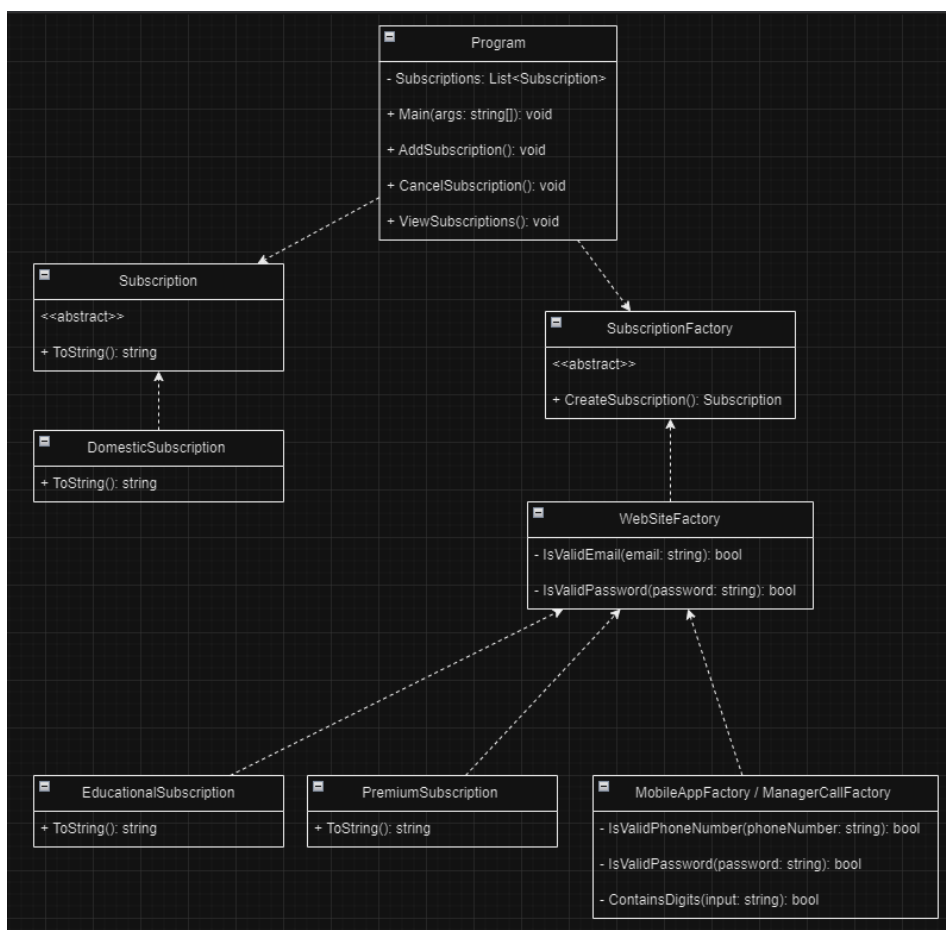 Program
- Subscriptions: List<Subscription>
+ Main(args: string[]): void
+ AddSubscription(): void
+ CancelSubscription(): void
+ ViewSubscriptions(): void
Subscription
<<abstract>>
+ ToString(): string
SubscriptionFactory
<<abstract>>
+ CreateSubscription(): Subscription
DomesticSubscription
+ ToString(): string
WebSiteFactory
- IsValidEmail(email: string): bool
- IsValidPassword(password: string): bool
EducationalSubscription
+ ToString(): string
PremiumSubscription
+ ToString(): string
MobileAppFactory / ManagerCallFactory
- IsValidPhoneNumber(phoneNumber: string): bool
- IsValidPassword(password: string): bool
- ContainsDigits(input: string): bool